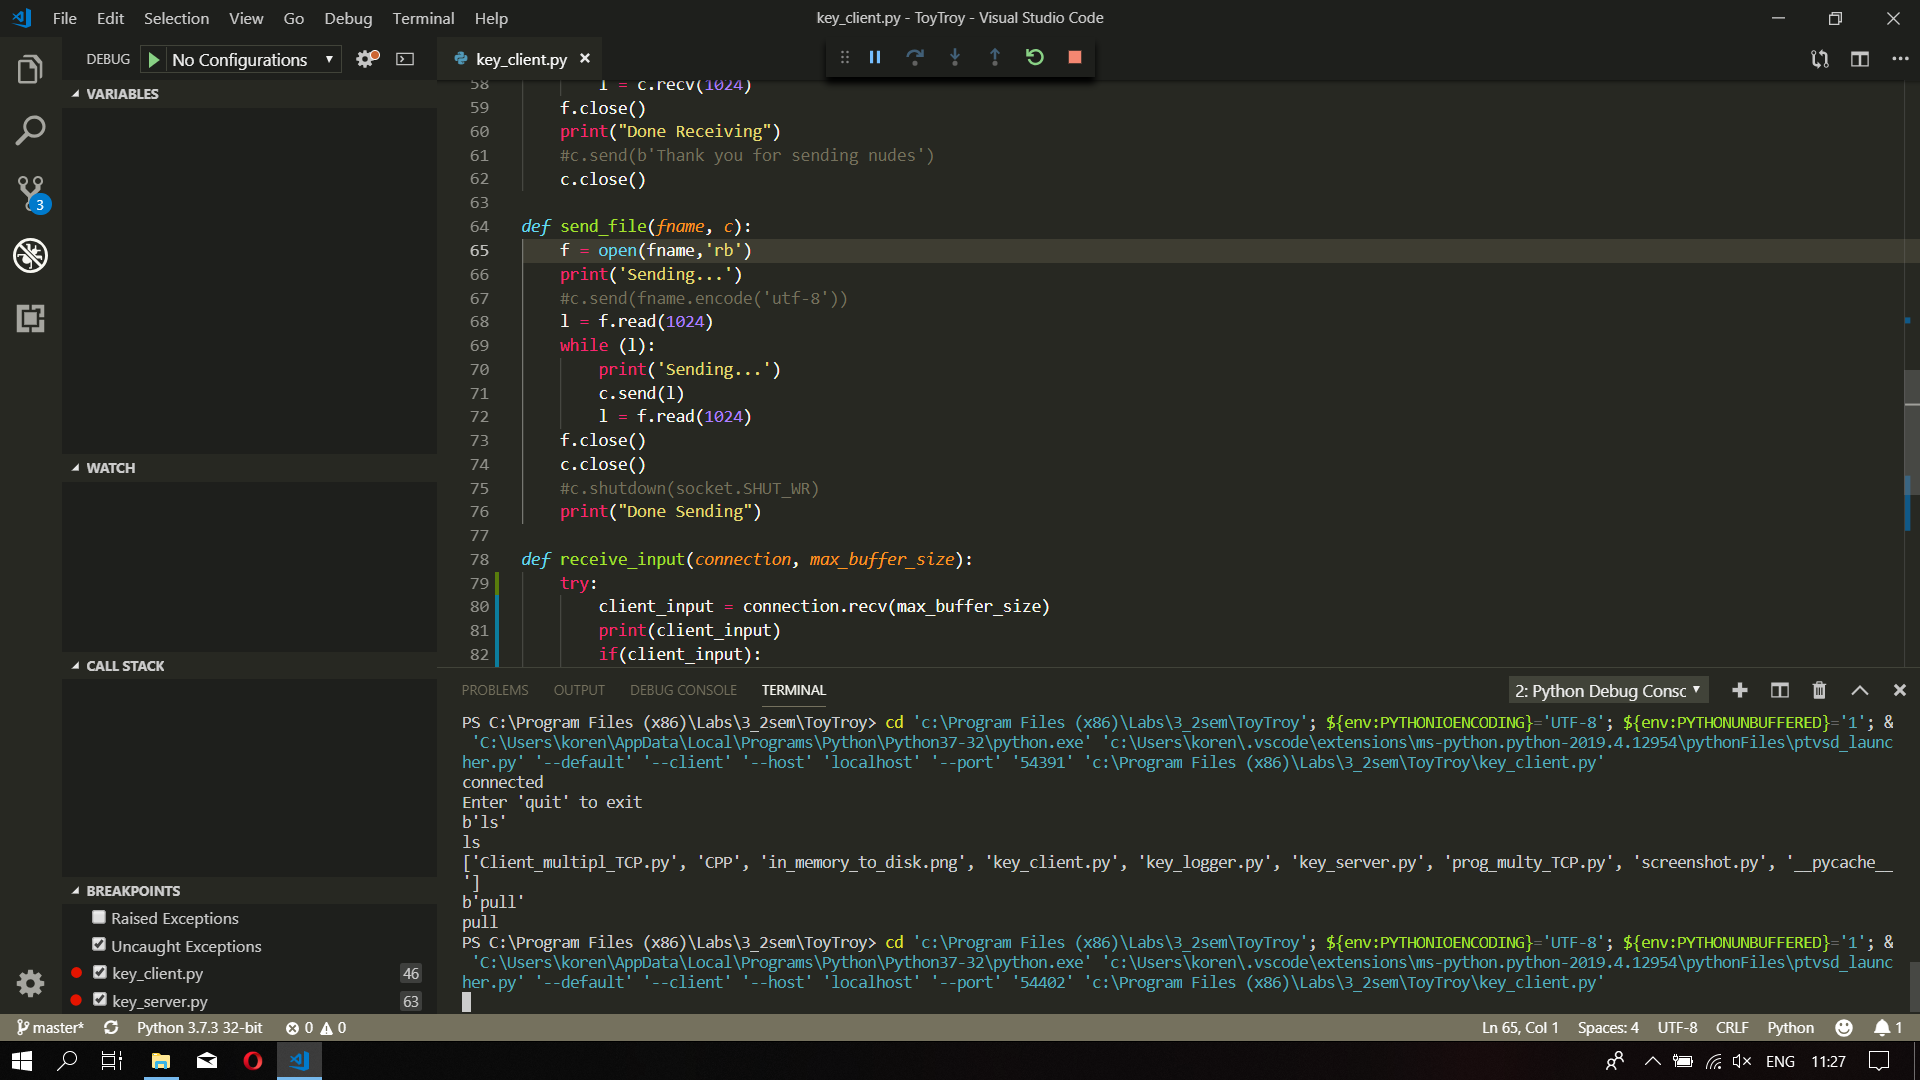 File Edit Selection View Go Debug Terminal Help
key_client.py - ToyTroy - Visual Studio Code
DEBUG No Configurations
key_client.py
VARIABLES
WATCH
CALL STACK
BREAKPOINTS
Raised Exceptions
Uncaught Exceptions
key_client.py 46
key_server.py 63
3
58 l = c.recv(1024)
59 f.close()
60 print("Done Receiving")
61 #c.send(b'Thank you for sending nudes')
62 c.close()
63
64 def send_file(fname, c):
65 f = open(fname,'rb')
66 print('Sending...')
67 #c.send(fname.encode('utf-8'))
68 l = f.read(1024)
69 while (l):
70 print('Sending...')
71 c.send(l)
72 l = f.read(1024)
73 f.close()
74 c.close()
75 #c.shutdown(socket.SHUT_WR)
76 print("Done Sending")
77
78 def receive_input(connection, max_buffer_size):
79 try:
80 client_input = connection.recv(max_buffer_size)
81 print(client_input)
82 if(client_input):
PROBLEMS OUTPUT DEBUG CONSOLE TERMINAL
2: Python Debug Consc
PS C:\Program Files (x86)\Labs\3_2sem\ToyTroy> cd 'c:\Program Files (x86)\Labs\3_2sem\ToyTroy'; ${env:PYTHONIOENCODING}='UTF-8'; ${env:PYTHONUNBUFFERED}='1'; &
'C:\Users\koren\AppData\Local\Programs\Python\Python37-32\python.exe' 'c:\Users\koren\.vscode\extensions\ms-python.python-2019.4.12954\pythonFiles\ptvsd_launc
her.py' '--default' '--client' '--host' 'localhost' '--port' '54391' 'c:\Program Files (x86)\Labs\3_2sem\ToyTroy\key_client.py'
connected
Enter 'quit' to exit
b'ls'
ls
['Client_multipl_TCP.py', 'CPP', 'in_memory_to_disk.png', 'key_client.py', 'key_logger.py', 'key_server.py', 'prog_multy_TCP.py', 'screenshot.py', '__pycache__
']
b'pull'
pull
PS C:\Program Files (x86)\Labs\3_2sem\ToyTroy> cd 'c:\Program Files (x86)\Labs\3_2sem\ToyTroy'; ${env:PYTHONIOENCODING}='UTF-8'; ${env:PYTHONUNBUFFERED}='1'; &
'C:\Users\koren\AppData\Local\Programs\Python\Python37-32\python.exe' 'c:\Users\koren\.vscode\extensions\ms-python.python-2019.4.12954\pythonFiles\ptvsd_launc
her.py' '--default' '--client' '--host' 'localhost' '--port' '54402' 'c:\Program Files (x86)\Labs\3_2sem\ToyTroy\key_client.py'
master* Python 3.7.3 32-bit 0 0 Ln 65, Col 1 Spaces: 4 UTF-8 CRLF Python 1
ENG 11:27